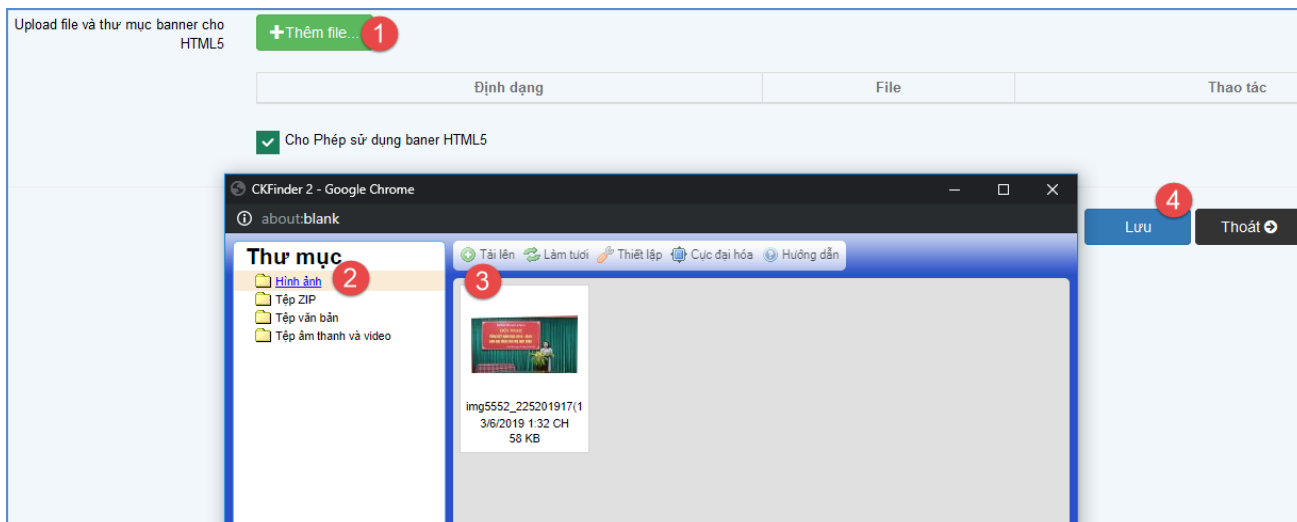 Upload file và thư mục banner cho
HTML5
Thêm file...
1
Định dạng
File
Thao tác
Cho Phép sử dụng baner HTML5
CKFinder 2 - Google Chrome
about:blank
4
Lưu
Thoát
Thư mục
Hình ảnh
2
Tệp ZIP
Tệp văn bản
Tệp âm thanh và video
Tải lên
Làm tươi
Thiết lập
Cực đại hóa
Hướng dẫn
3
HỘI NGHỊ
img5552_225201917(1
3/6/2019 1:32 CH
58 KB